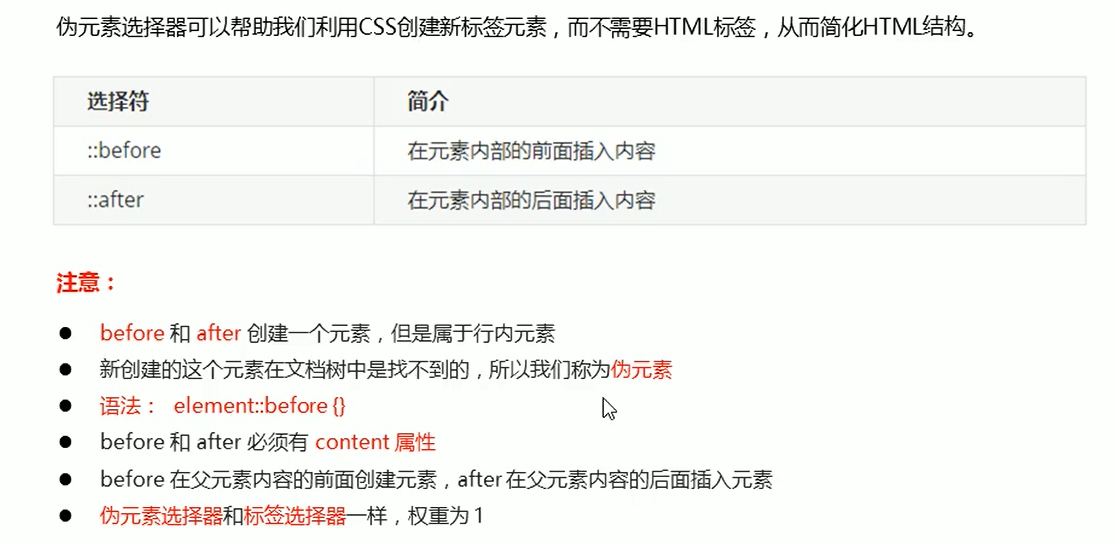 伪元素选择器可以帮助我们利用CSS创建新标签元素，而不需要HTML标签，从而简化HTML结构。
选择符 简介
::before 在元素内部的前面插入内容
::after 在元素内部的后面插入内容
注意：
● before 和 after 创建一个元素，但是属于行内元素
● 新创建的这个元素在文档树中是找不到的，所以我们称为伪元素
● 语法： element::before {}
● before 和 after 必须有 content 属性
● before 在父元素内容的前面创建元素，after 在父元素内容的后面插入元素
● 伪元素选择器和标签选择器一样，权重为 1